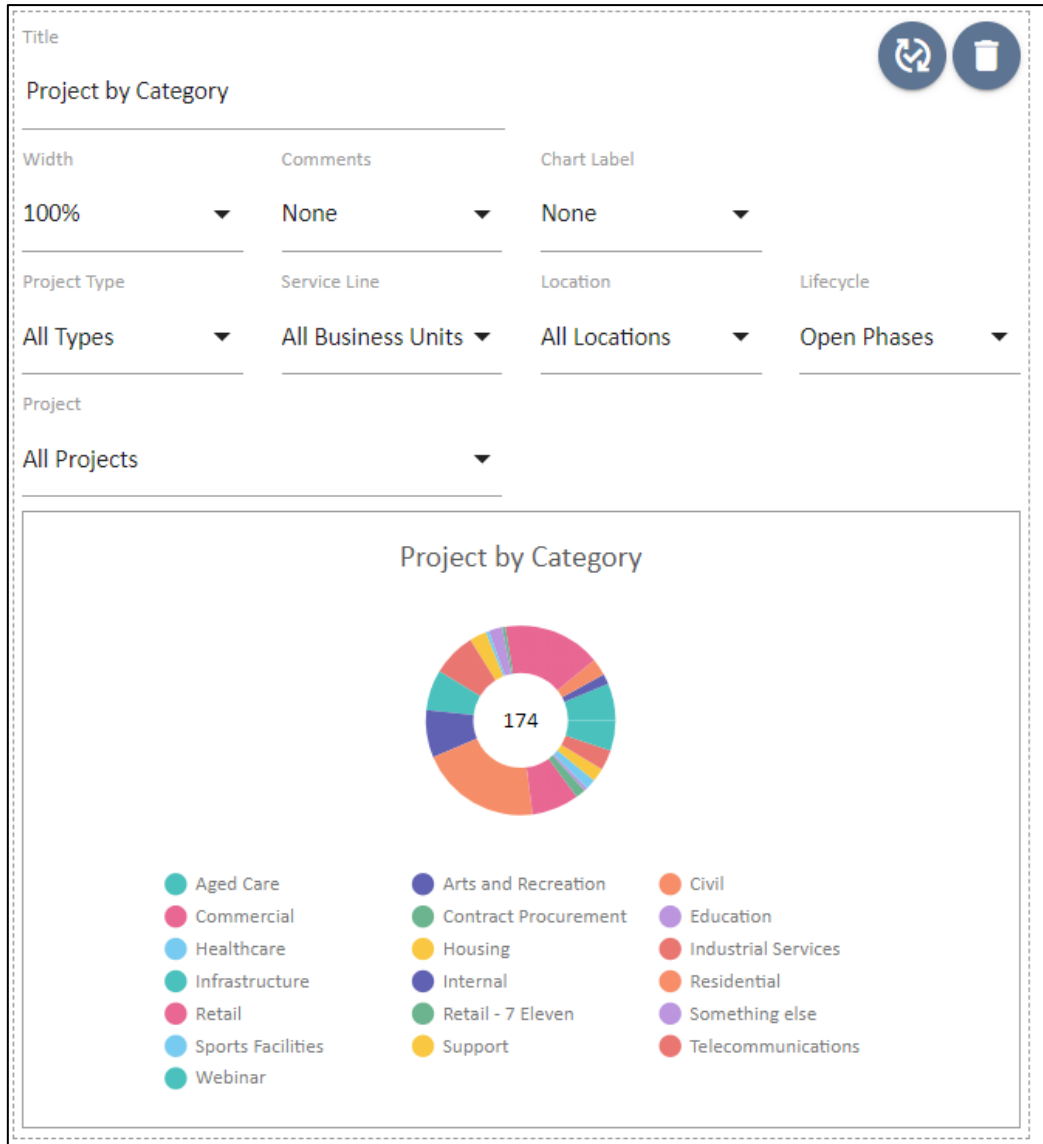 Title
Project by Category
Width Comments Chart Label
100% None None
Project Type Service Line Location Lifecycle
All Types All Business Units All Locations Open Phases
Project
All Projects
Project by Category
174
Aged Care Arts and Recreation Civil
Commercial Contract Procurement Education
Healthcare Housing Industrial Services
Infrastructure Internal Residential
Retail Retail - 7 Eleven Something else
Sports Facilities Support Telecommunications
Webinar